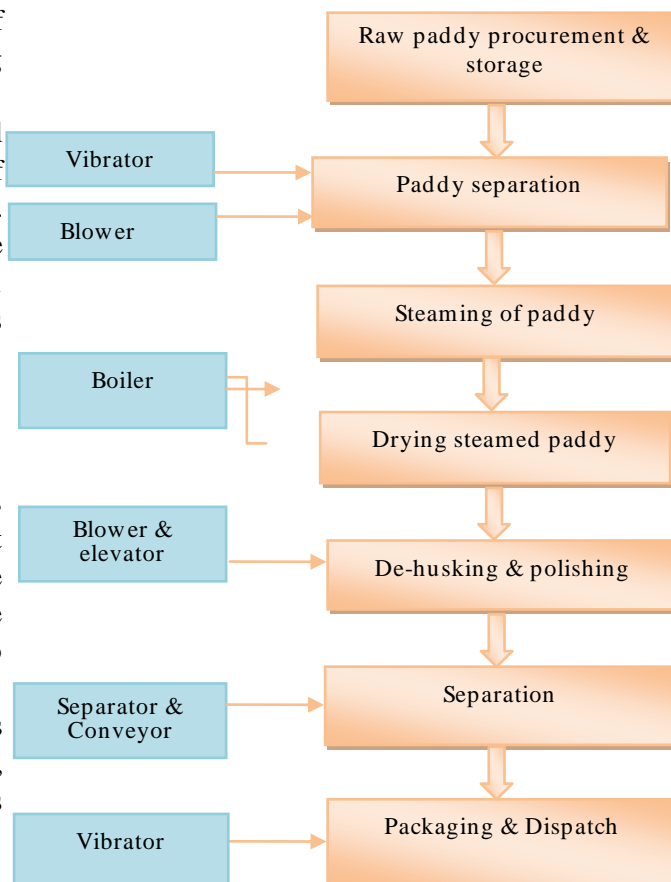 Raw paddy procurement &
storage
Vibrator
Paddy separation
Blower
Steaming of paddy
Boiler
Drying steamed paddy
Blower &
elevator
De-husking & polishing
Separator &
Conveyor
Separation
Vibrator
Packaging & Dispatch